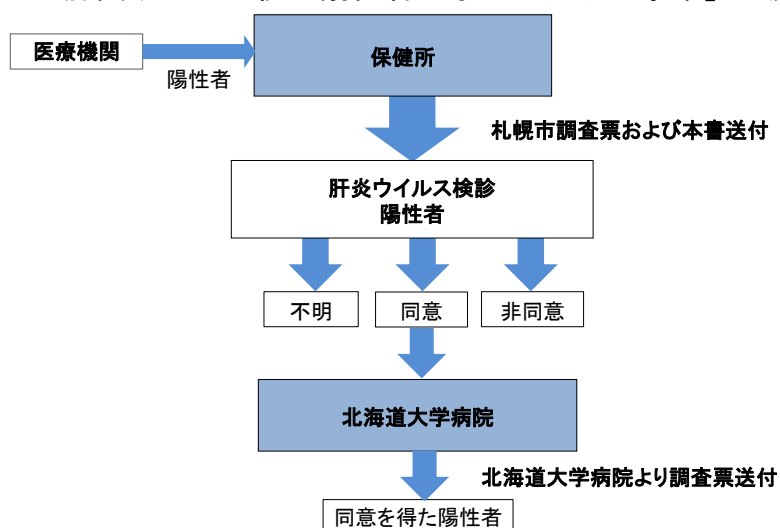 医療機関
陽性者
保健所
札幌市調査票および本書送付
肝炎ウイルス検診
陽性者
不明
同意
非同意
北海道大学病院
北海道大学病院より調査票送付
同意を得た陽性者